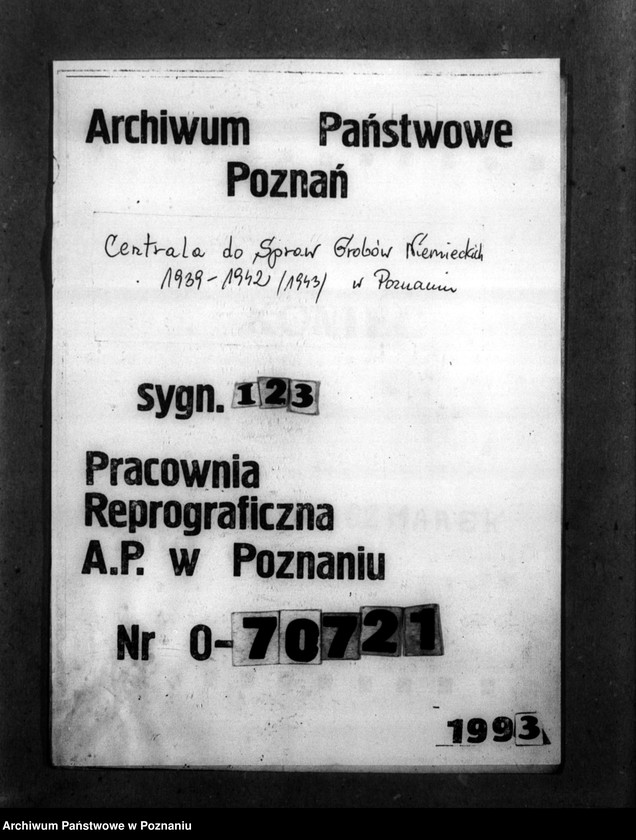 Archiwum Państwowe
Poznań
Centrala do Spraw Grobów Niemieckich
1939-1942 /1943/ w Poznaniu
sygn. 123
Pracownia
Reprograficzna
A.P. w Poznaniu
Nr 0-70721
1993
Archiwum Państwowe w Poznaniu